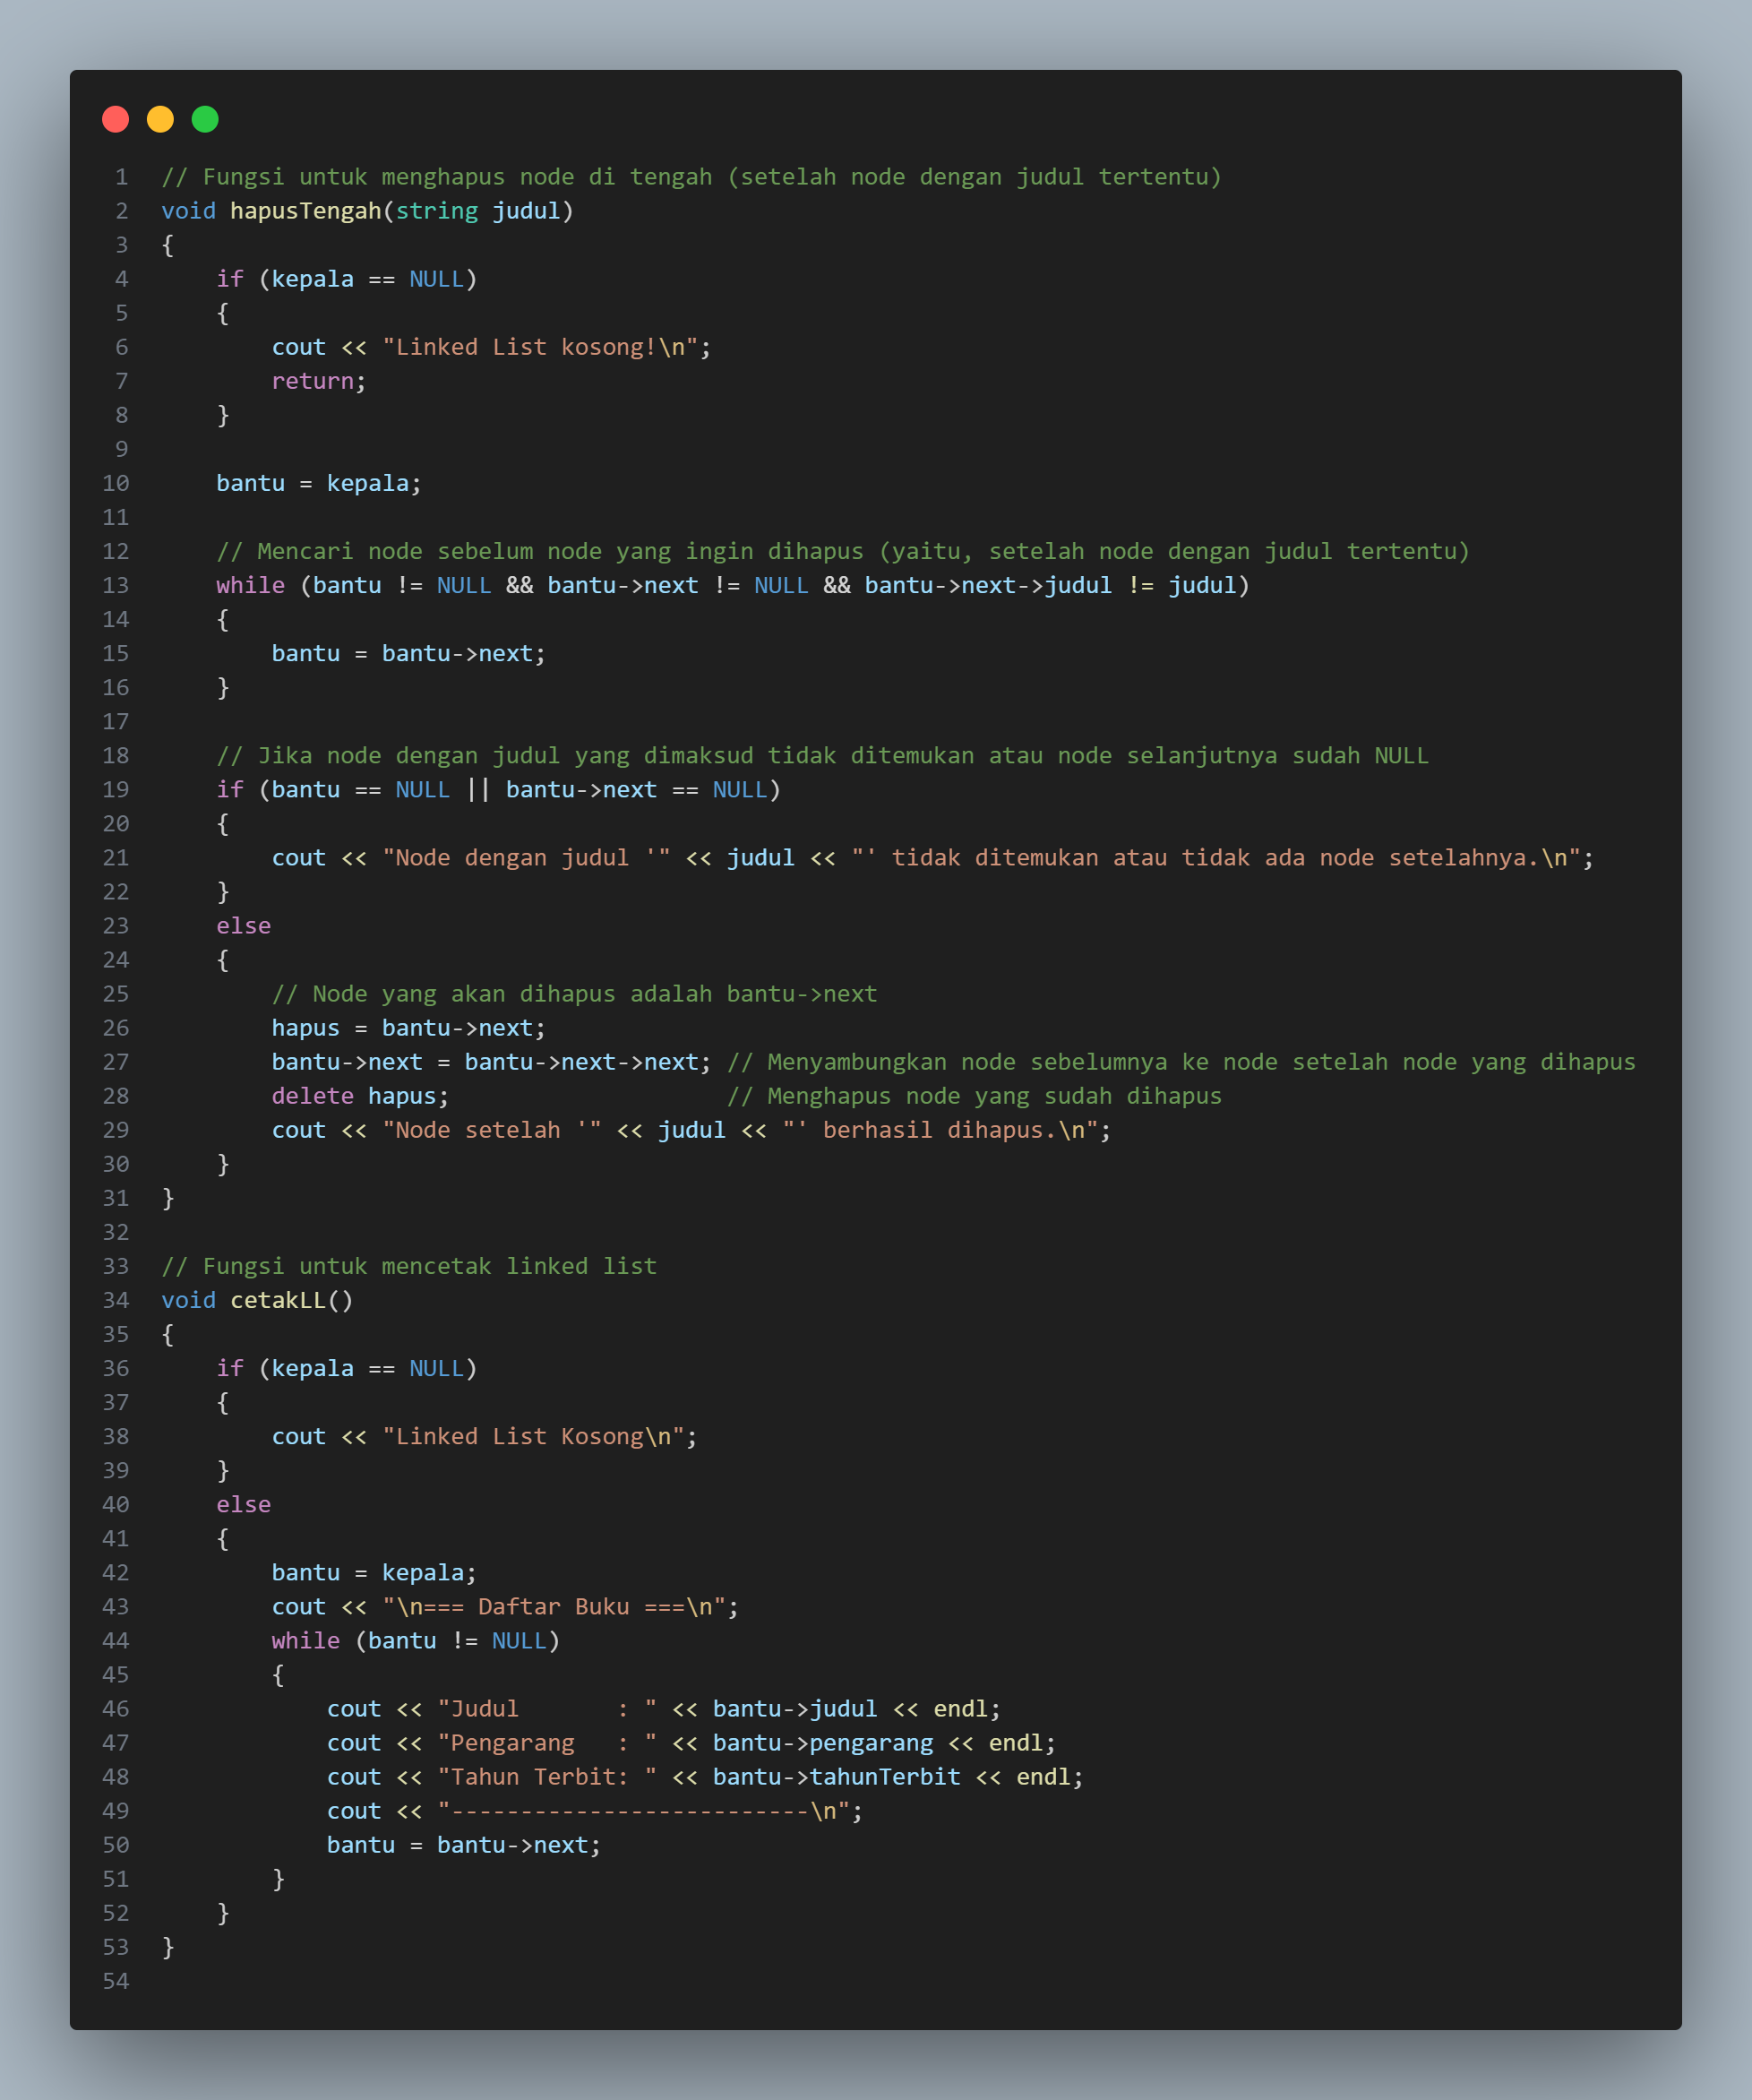 1 // Fungsi untuk menghapus node di tengah (setelah node dengan judul tertentu)
2 void hapusTengah(string judul)
3 {
4     if (kepala == NULL)
5     {
6         cout << "Linked List kosong!\n";
7         return;
8     }
9
10     bantu = kepala;
11
12     // Mencari node sebelum node yang ingin dihapus (yaitu, setelah node dengan judul tertentu)
13     while (bantu != NULL && bantu->next != NULL && bantu->next->judul != judul)
14     {
15         bantu = bantu->next;
16     }
17
18     // Jika node dengan judul yang dimaksud tidak ditemukan atau node selanjutnya sudah NULL
19     if (bantu == NULL || bantu->next == NULL)
20     {
21         cout << "Node dengan judul '" << judul << "' tidak ditemukan atau tidak ada node setelahnya.\n";
22     }
23     else
24     {
25         // Node yang akan dihapus adalah bantu->next
26         hapus = bantu->next;
27         bantu->next = bantu->next->next; // Menyambungkan node sebelumnya ke node setelah node yang dihapus
28         delete hapus;                    // Menghapus node yang sudah dihapus
29         cout << "Node setelah '" << judul << "' berhasil dihapus.\n";
30     }
31 }
32
33 // Fungsi untuk mencetak linked list
34 void cetakLL()
35 {
36     if (kepala == NULL)
37     {
38         cout << "Linked List Kosong\n";
39     }
40     else
41     {
42         bantu = kepala;
43         cout << "\n=== Daftar Buku ===\n";
44         while (bantu != NULL)
45         {
46             cout << "Judul       : " << bantu->judul << endl;
47             cout << "Pengarang   : " << bantu->pengarang << endl;
48             cout << "Tahun Terbit: " << bantu->tahunTerbit << endl;
49             cout << "--------------------------\n";
50             bantu = bantu->next;
51         }
52     }
53 }
54